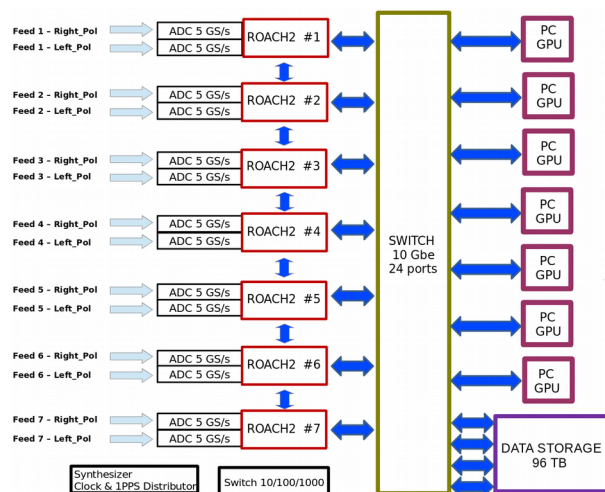 Feed 1 – Right_Pol
ADC 5 GS/s
Feed 1 – Left_Pol
ADC 5 GS/s
ROACH2 #1
PC
GPU
Feed 2 – Right_Pol
ADC 5 GS/s
Feed 2 – Left_Pol
ADC 5 GS/s
ROACH2 #2
PC
GPU
Feed 3 – Right_Pol
ADC 5 GS/s
Feed 3 – Left_Pol
ADC 5 GS/s
ROACH2 #3
PC
GPU
Feed 4 – Right_Pol
ADC 5 GS/s
Feed 4 – Left_Pol
ADC 5 GS/s
ROACH2 #4
SWITCH
10 Gbe
24 ports
PC
GPU
Feed 5 – Right_Pol
ADC 5 GS/s
Feed 5 – Left_Pol
ADC 5 GS/s
ROACH2 #5
PC
GPU
Feed 6 – Right_Pol
ADC 5 GS/s
Feed 6 – Left_Pol
ADC 5 GS/s
ROACH2 #6
PC
GPU
PC
GPU
Feed 7 – Right_Pol
ADC 5 GS/s
Feed 7 – Left_Pol
ADC 5 GS/s
ROACH2 #7
DATA STORAGE
96 TB
Synthesizer
Clock & 1PPS Distributor
Switch 10/100/1000